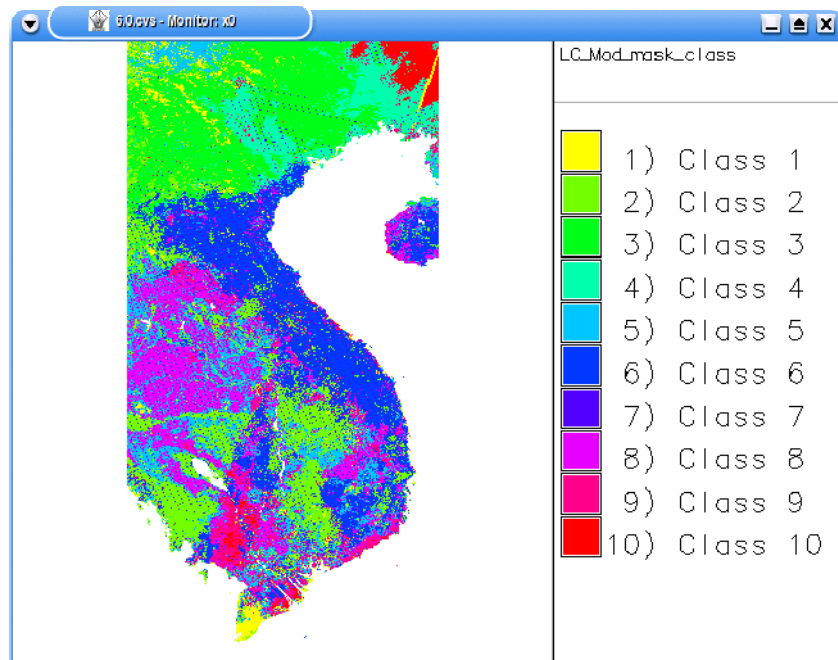 6.0.cvs - Monitor: x0
LC_Mod_mask_class
1) Class 1
2) Class 2
3) Class 3
4) Class 4
5) Class 5
6) Class 6
7) Class 7
8) Class 8
9) Class 9
10) Class 10